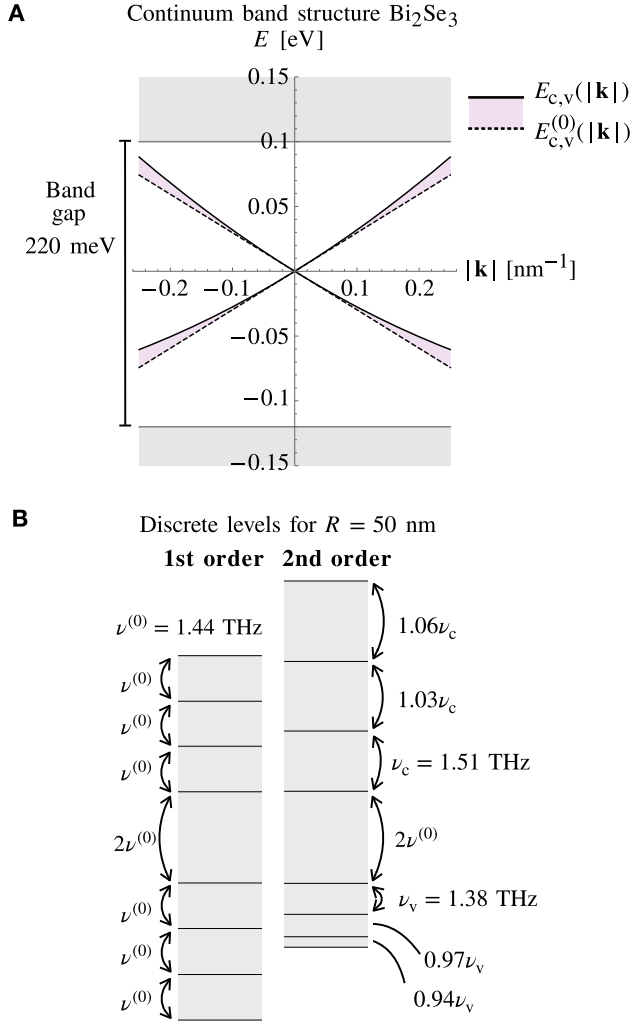 A
Continuum band structure Bi₂Se₃
E [eV]
0.15
E_c,v(|k|)
E_c,v^(0)(|k|)
0.1
Band
gap
220 meV
0.05
−0.2 −0.1 0.1 0.2
|k| [nm⁻¹]
−0.05
−0.1
−0.15
B
Discrete levels for R = 50 nm
1st order 2nd order
ν⁽⁰⁾ = 1.44 THz
1.06ν_c
ν⁽⁰⁾
1.03ν_c
ν⁽⁰⁾
ν⁽⁰⁾
ν_c = 1.51 THz
2ν⁽⁰⁾
2ν⁽⁰⁾
ν⁽⁰⁾
ν_v = 1.38 THz
ν⁽⁰⁾
0.97ν_v
ν⁽⁰⁾
0.94ν_v